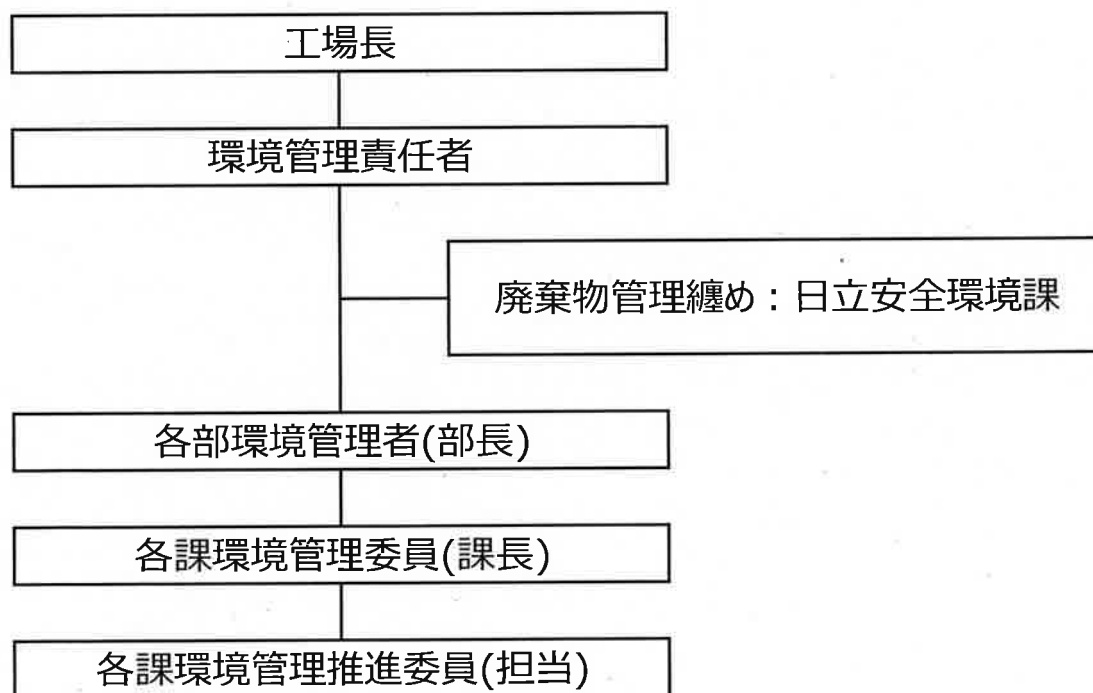 工場長
環境管理責任者
廃棄物管理纏め：日立安全環境課
各部環境管理者(部長)
各課環境管理委員(課長)
各課環境管理推進委員(担当)